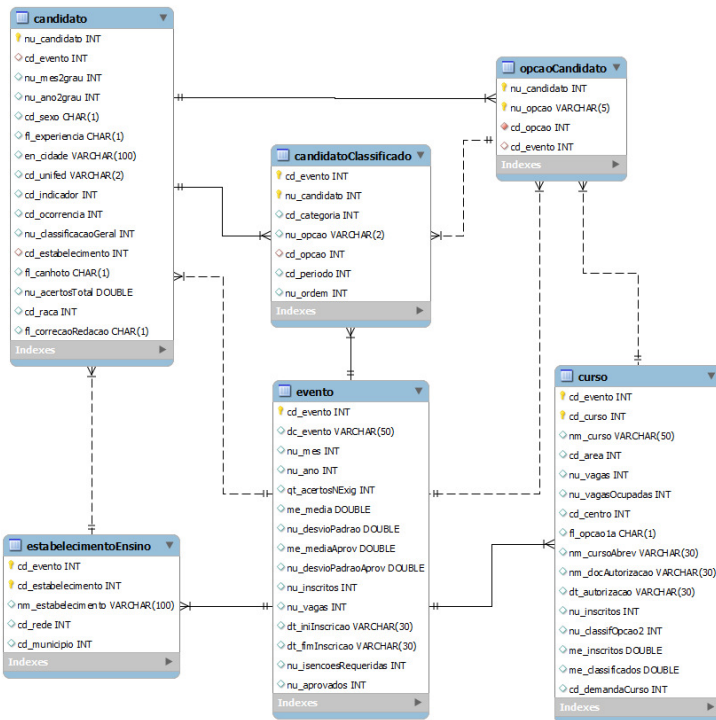 candidato
nu_candidato INT
cd_evento INT
nu_mes2grau INT
nu_ano2grau INT
cd_sexo CHAR(1)
fl_experiencia CHAR(1)
en_cidade VARCHAR(100)
cd_unifed VARCHAR(2)
cd_indicador INT
cd_ocorrencia INT
nu_classificacaoGeral INT
cd_estabelecimento INT
fl_canhoto CHAR(1)
nu_acertosTotal DOUBLE
cd_raca INT
fl_correcaoRedacao CHAR(1)
Indexes
opcaoCandidato
nu_candidato INT
nu_opcao VARCHAR(5)
cd_opcao INT
cd_evento INT
Indexes
candidatoClassificado
cd_evento INT
nu_candidato INT
cd_categoria INT
nu_opcao VARCHAR(2)
cd_opcao INT
cd_periodo INT
nu_ordem INT
Indexes
evento
cd_evento INT
dc_evento VARCHAR(50)
nu_mes INT
nu_ano INT
qt_acertosNExig INT
me_media DOUBLE
nu_desvioPadrao DOUBLE
me_mediaAprov DOUBLE
nu_desvioPadraoAprov DOUBLE
nu_inscritos INT
nu_vagas INT
dt_iniInscricao VARCHAR(30)
dt_fimInscricao VARCHAR(30)
nu_isencoesRequeridas INT
nu_aprovados INT
Indexes
curso
cd_evento INT
cd_curso INT
nm_curso VARCHAR(50)
cd_area INT
nu_vagas INT
nu_vagasOcupadas INT
cd_centro INT
fl_opcao1a CHAR(1)
nm_cursoAbrev VARCHAR(30)
nm_docAutorizacao VARCHAR(30)
dt_autorizacao VARCHAR(30)
nu_inscritos INT
nu_classifOpcao2 INT
me_inscritos DOUBLE
me_classificados DOUBLE
cd_demandaCurso INT
Indexes
estabelecimentoEnsino
cd_evento INT
cd_estabelecimento INT
nm_estabelecimento VARCHAR(100)
cd_rede INT
cd_municipio INT
Indexes